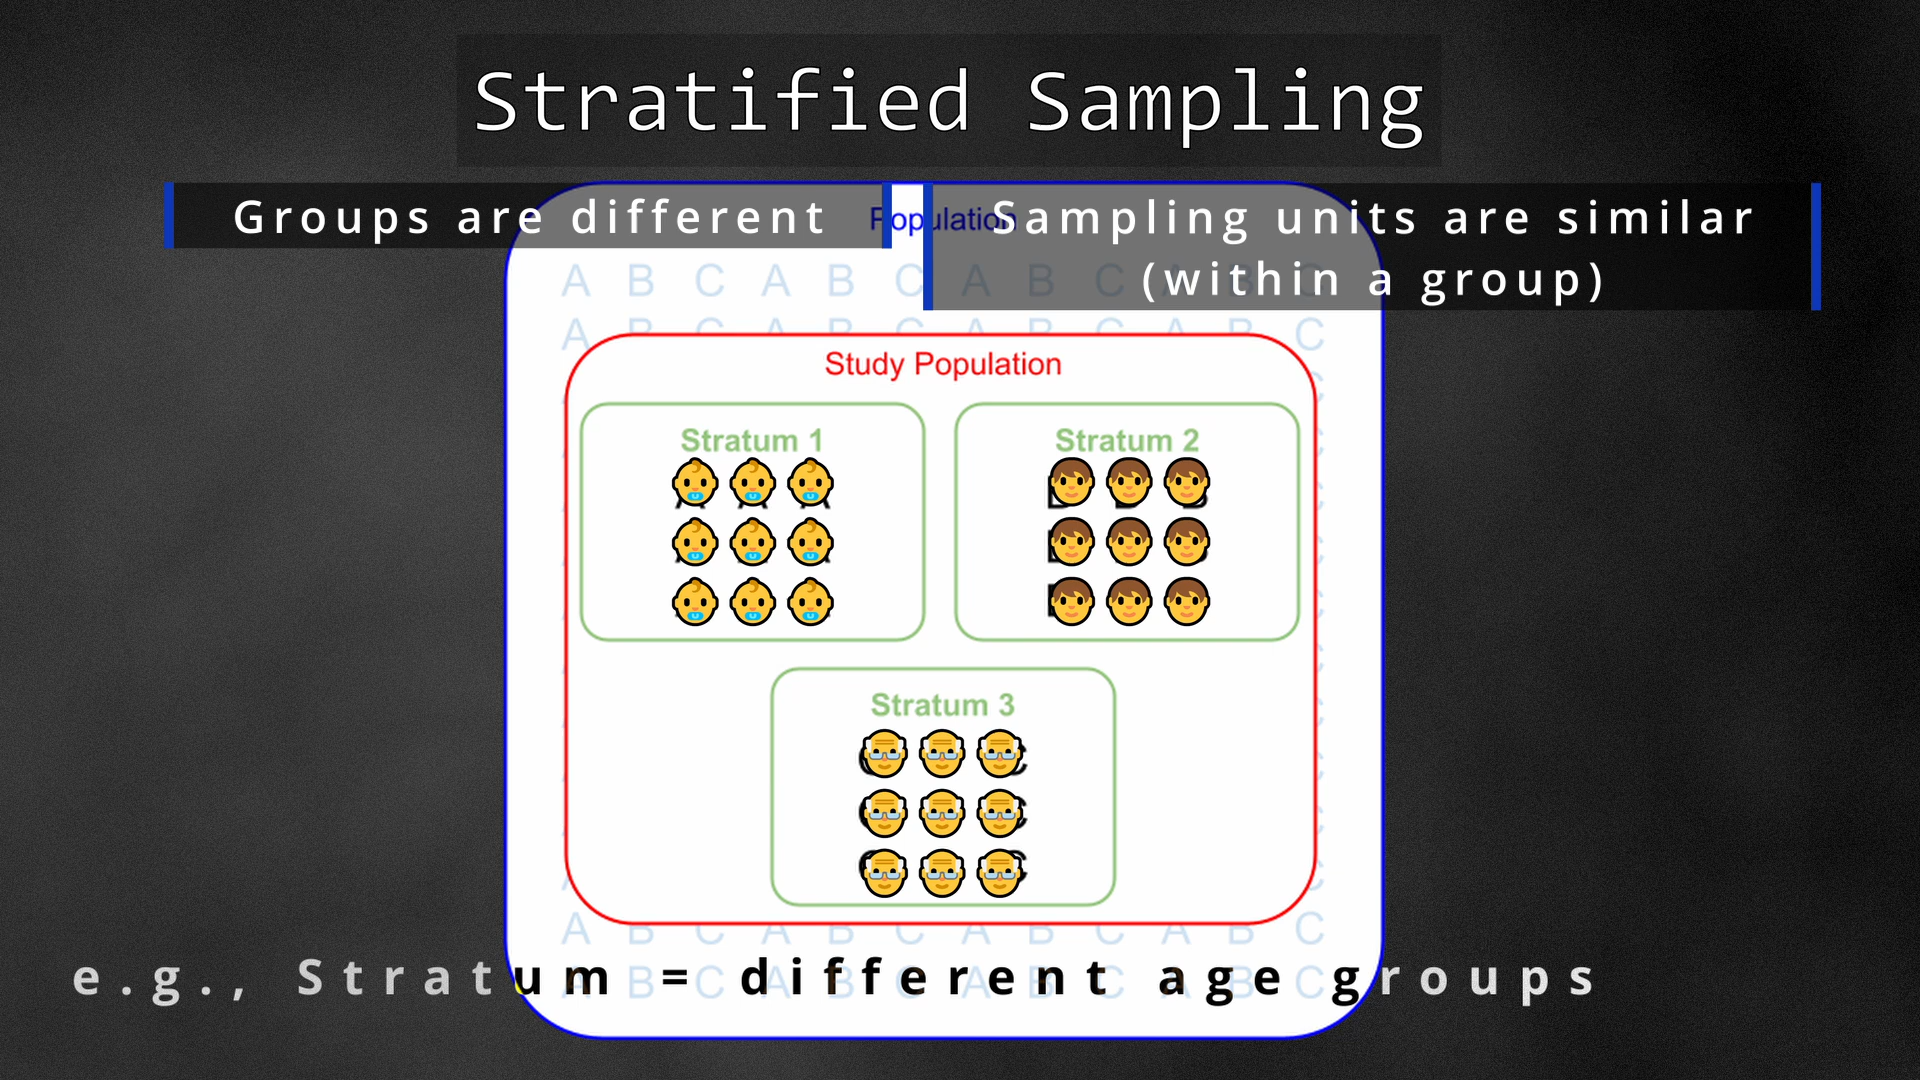 Stratified Sampling
Groups are different
Population
Sampling units are similar
(within a group)
A B C A B C A B C A B C
A B C A B C A B C A B C
Study Population
Stratum 1
Stratum 2
Stratum 3
A B C A B C A B C A B C
A B C A B C A B C A B C
e.g., Stratum = different age groups